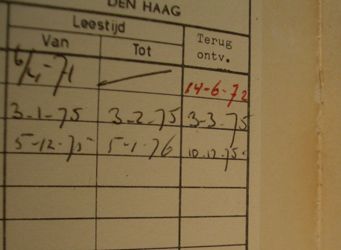 DEN HAAG
Leestijd
Van Tot Terug ontv.
6/4-71 14-6-72
3-1-75 3-2-75 3-3-75
5-12-75 5-1-76 10-12-75